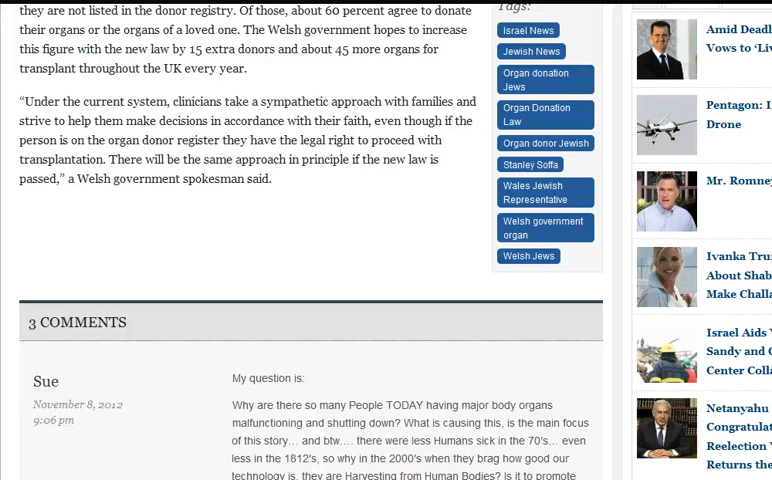 they are not listed in the donor registry. Of those, about 60 percent agree to donate
their organs or the organs of a loved one. The Welsh government hopes to increase
this figure with the new law by 15 extra donors and about 45 more organs for
transplant throughout the UK every year.
“Under the current system, clinicians take a sympathetic approach with families and
strive to help them make decisions in accordance with their faith, even though if the
person is on the organ donor register they have the legal right to proceed with
transplantation. There will be the same approach in principle if the new law is
passed,” a Welsh government spokesman said.
Tags:
Israel News
Jewish News
Organ donation
Jews
Organ Donation
Law
Organ donor Jewish
Stanley Soffa
Wales Jewish
Representative
Welsh government
organ
Welsh Jews
3 COMMENTS
Sue
November 8, 2012
9:06 pm
My question is:
Why are there so many People TODAY having major body organs
malfunctioning and shutting down? What is causing this, is the main focus
of this story... and btw.... there were less Humans sick in the 70's... even
less in the 1812's, so why in the 2000's when they brag how good our
technology is, they are Harvesting from Human Bodies? Is it to promote
Amid Deadl
Vows to ‘Li
Pentagon: I
Drone
Mr. Romney
Ivanka Tru
About Shab
Make Challa
Israel Aids
Sandy and C
Center Colla
Netanyahu
Congratulat
Reelection
Returns the